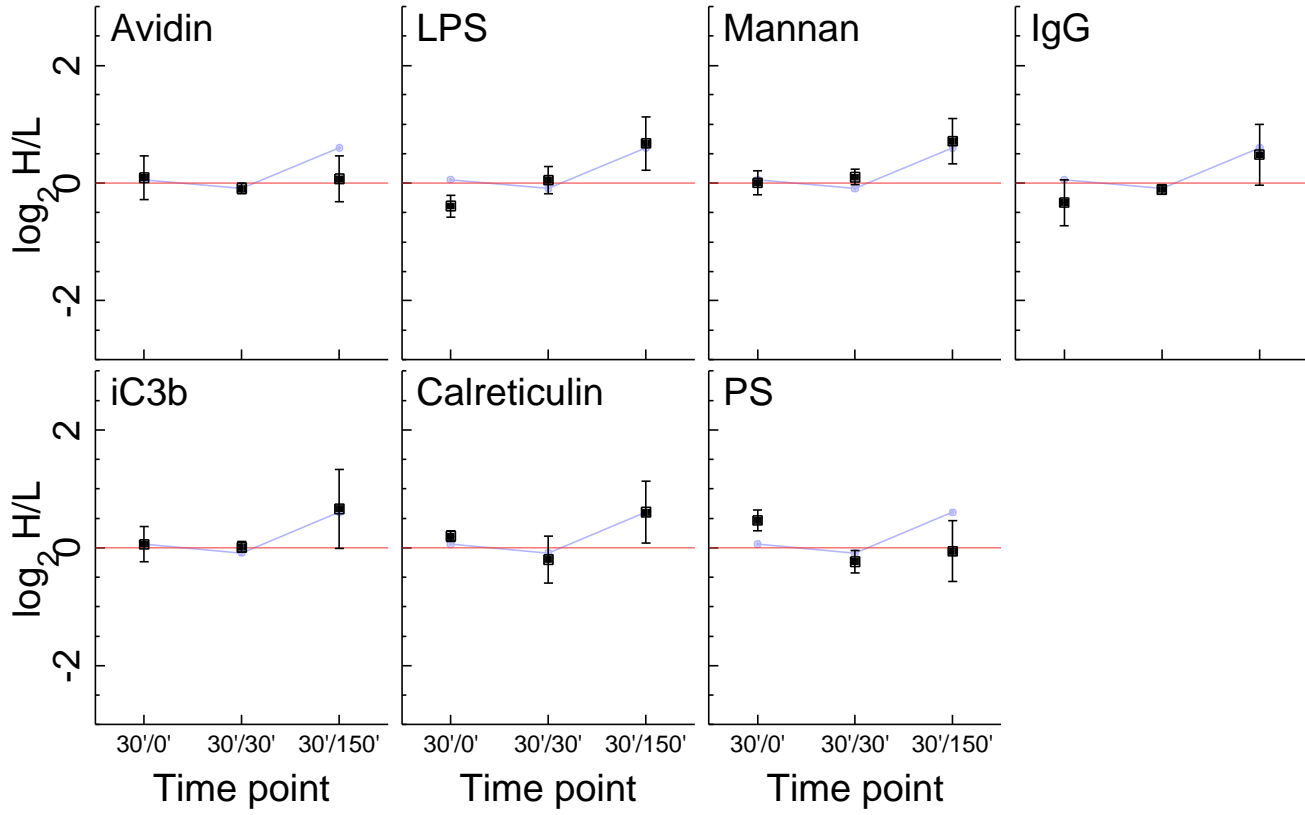 Avidin LPS Mannan IgG
2
0
-2
log2 H/L
iC3b Calreticulin PS
2
0
-2
log2 H/L
30'/0' 30'/30' 30'/150' 30'/0' 30'/30' 30'/150' 30'/0' 30'/30' 30'/150'
Time point Time point Time point